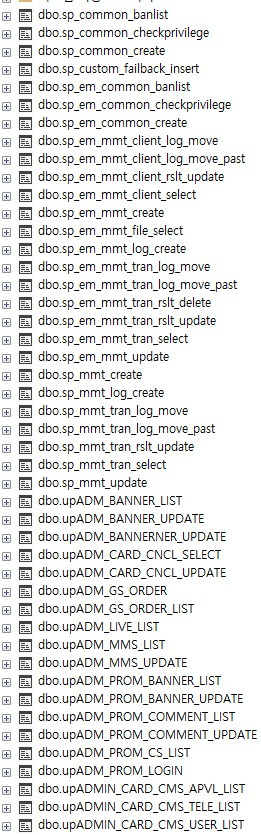 dbo.sp_common_banlist
dbo.sp_common_checkprivilege
dbo.sp_common_create
dbo.sp_custom_failback_insert
dbo.sp_em_common_banlist
dbo.sp_em_common_checkprivilege
dbo.sp_em_common_create
dbo.sp_em_mmt_client_log_move
dbo.sp_em_mmt_client_log_move_past
dbo.sp_em_mmt_client_rslt_update
dbo.sp_em_mmt_client_select
dbo.sp_em_mmt_create
dbo.sp_em_mmt_file_select
dbo.sp_em_mmt_log_create
dbo.sp_em_mmt_tran_log_move
dbo.sp_em_mmt_tran_log_move_past
dbo.sp_em_mmt_tran_rslt_delete
dbo.sp_em_mmt_tran_rslt_update
dbo.sp_em_mmt_tran_select
dbo.sp_em_mmt_update
dbo.sp_mmt_create
dbo.sp_mmt_log_create
dbo.sp_mmt_tran_log_move
dbo.sp_mmt_tran_log_move_past
dbo.sp_mmt_tran_rslt_update
dbo.sp_mmt_tran_select
dbo.sp_mmt_update
dbo.upADM_BANNER_LIST
dbo.upADM_BANNER_UPDATE
dbo.upADM_BANNERNER_UPDATE
dbo.upADM_CARD_CNCL_SELECT
dbo.upADM_CARD_CNCL_UPDATE
dbo.upADM_GS_ORDER
dbo.upADM_GS_ORDER_LIST
dbo.upADM_LIVE_LIST
dbo.upADM_MMS_LIST
dbo.upADM_MMS_UPDATE
dbo.upADM_PROM_BANNER_LIST
dbo.upADM_PROM_BANNER_UPDATE
dbo.upADM_PROM_COMMENT_LIST
dbo.upADM_PROM_COMMENT_UPDATE
dbo.upADM_PROM_CS_LIST
dbo.upADM_PROM_LOGIN
dbo.upADMIN_CARD_CMS_APVL_LIST
dbo.upADMIN_CARD_CMS_TELE_LIST
dbo.upADMIN_CARD_CMS_USER_LIST